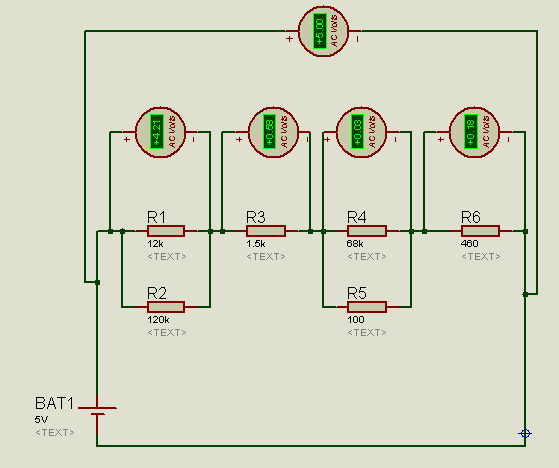 +5.00 AC Volts
+ −
+4.21 AC Volts
+ −
+0.58 AC Volts
+ −
+0.03 AC Volts
+ −
+0.18 AC Volts
+ −
R1
12k
<TEXT>
R3
1.5k
<TEXT>
R4
68k
<TEXT>
R6
460
<TEXT>
R2
120k
<TEXT>
R5
100
<TEXT>
BAT1
5V
<TEXT>